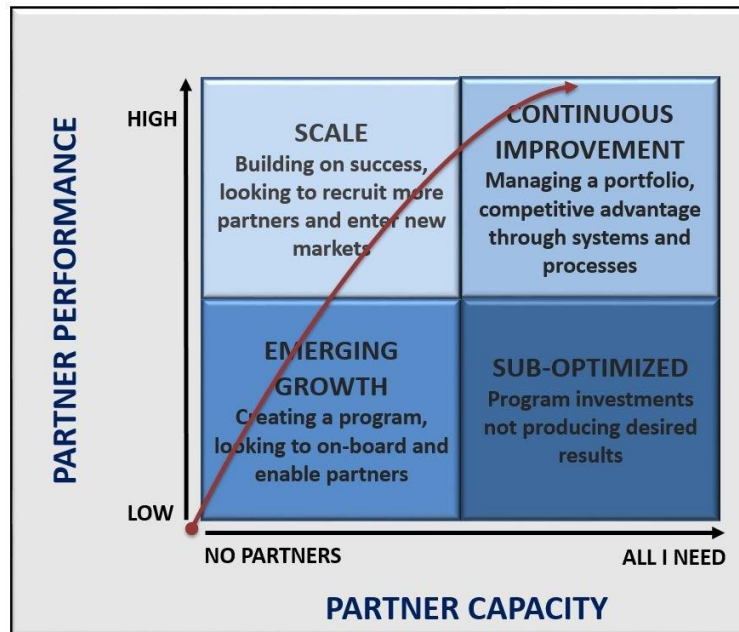 PARTNER PERFORMANCE
HIGH
LOW
SCALE
Building on success,
looking to recruit more
partners and enter new
markets
CONTINUOUS
IMPROVEMENT
Managing a portfolio,
competitive advantage
through systems and
processes
EMERGING
GROWTH
Creating a program,
looking to on-board and
enable partners
SUB-OPTIMIZED
Program investments
not producing desired
results
NO PARTNERS
ALL I NEED
PARTNER CAPACITY